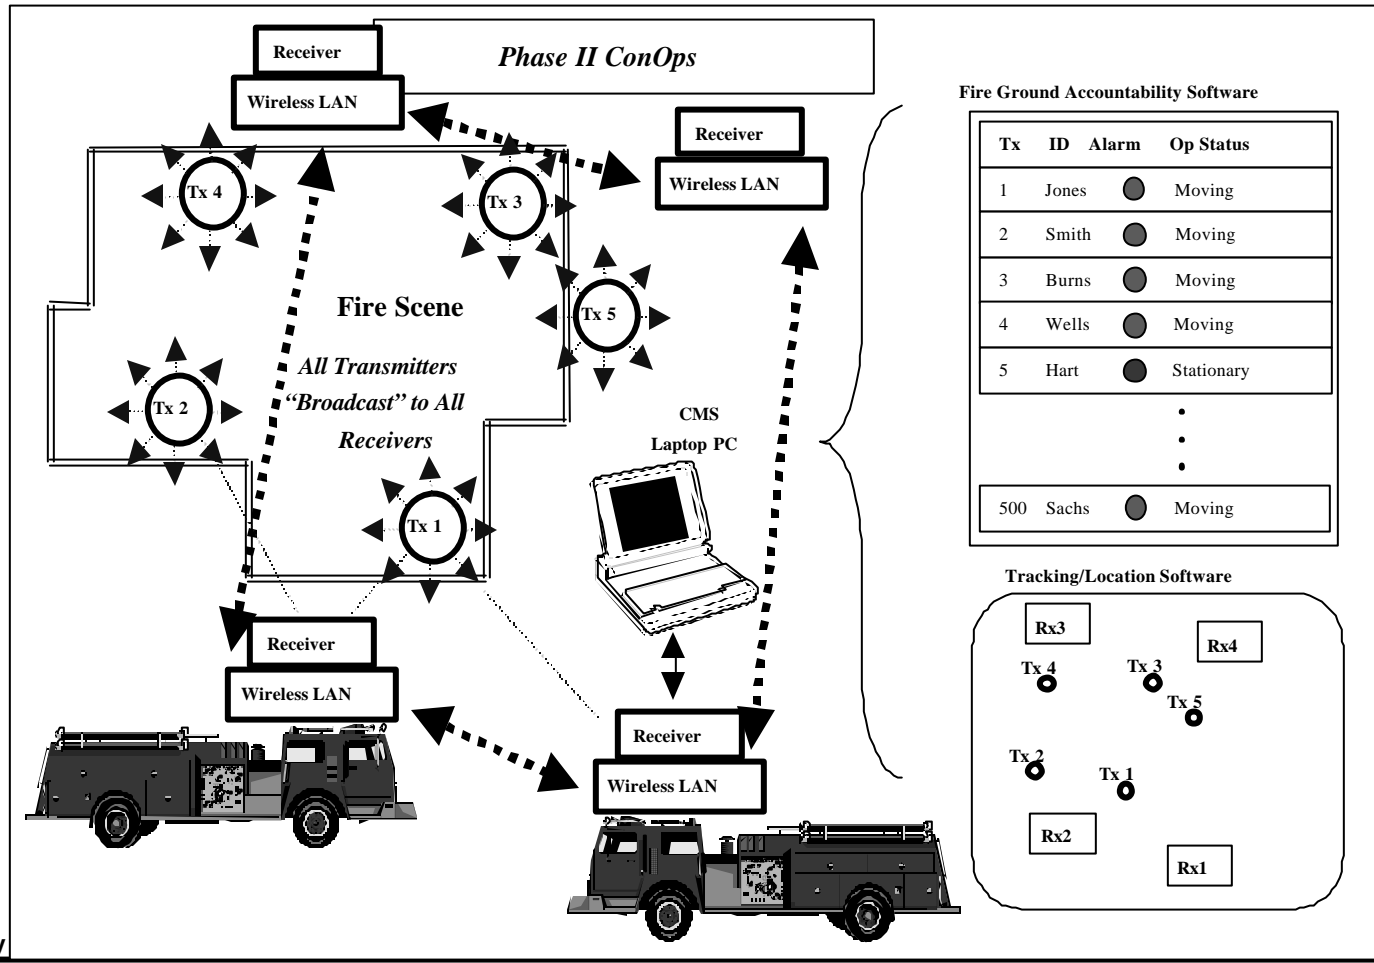 Receiver
Wireless LAN
Phase II ConOps
Receiver
Wireless LAN
Tx 4
Tx 3
Tx 5
Fire Scene
All Transmitters
“Broadcast” to All
Receivers
Tx 2
Tx 1
CMS
Laptop PC
Receiver
Wireless LAN
Receiver
Wireless LAN
Fire Ground Accountability Software
Tx ID Alarm Op Status
1 Jones Moving
2 Smith Moving
3 Burns Moving
4 Wells Moving
5 Hart Stationary
500 Sachs Moving
Tracking/Location Software
Rx3
Rx4
Tx 4
Tx 3
Tx 5
Tx 2
Tx 1
Rx2
Rx1